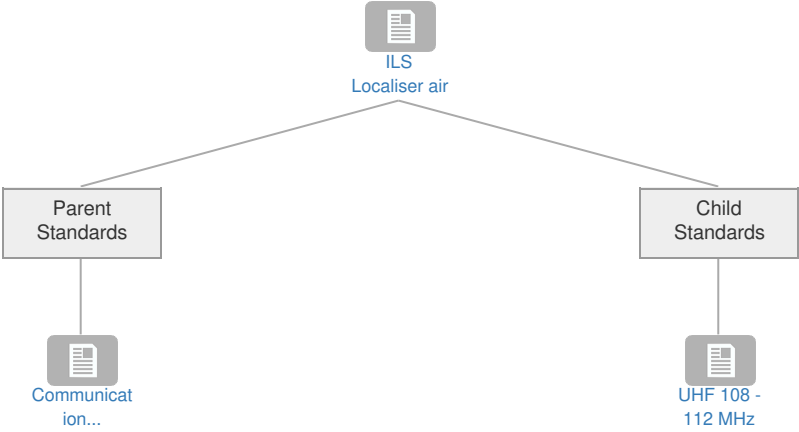 ILS
Localiser air
Parent
Standards
Child
Standards
Communicat
ion...
UHF 108 -
112 MHz